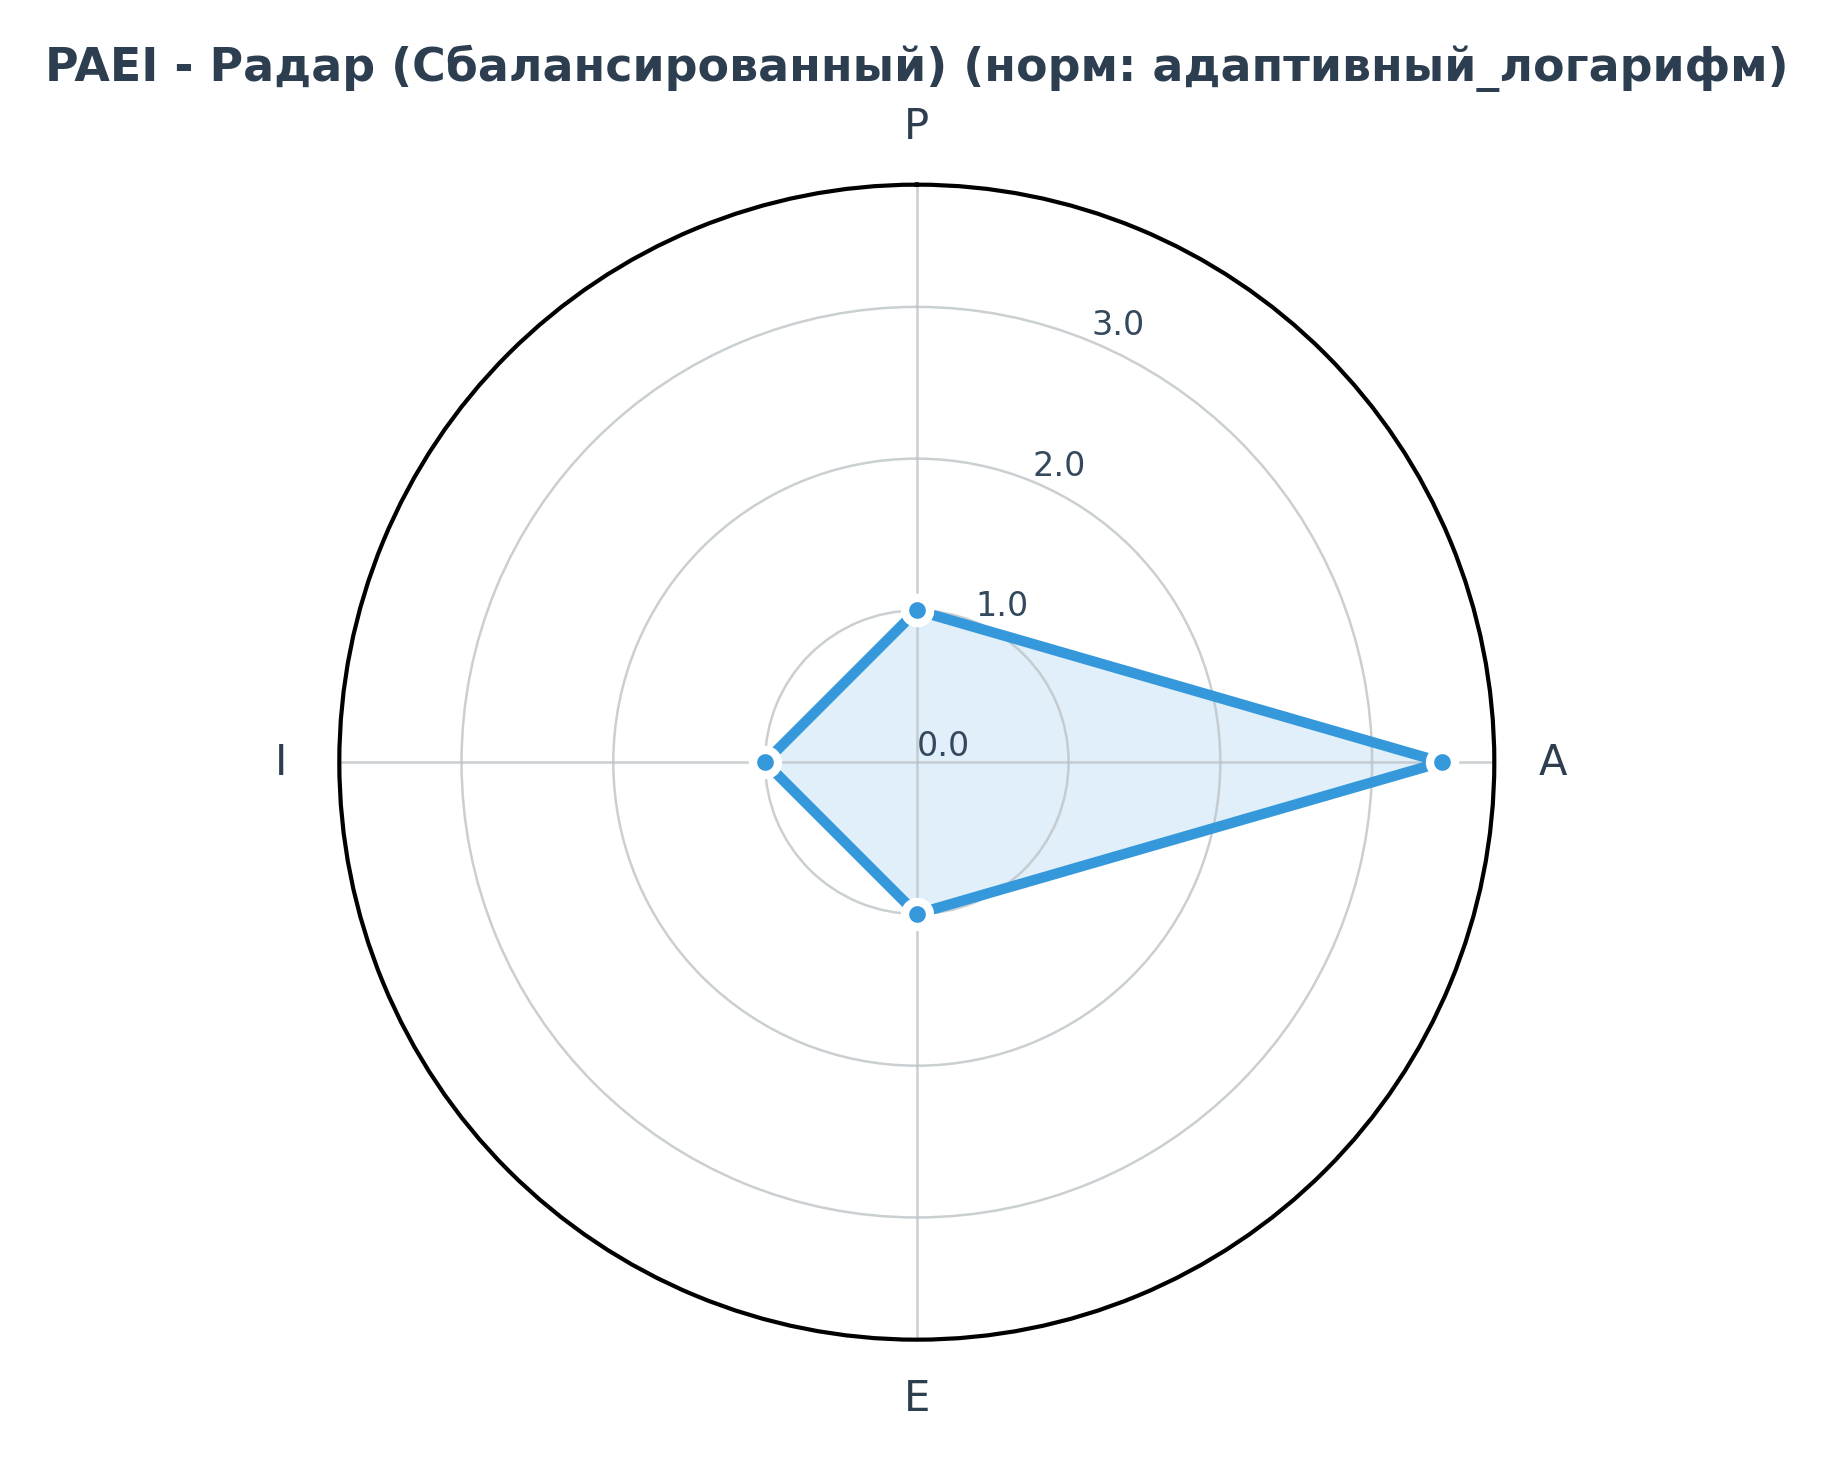 PAEI - Радар (Сбалансированный) (норм: адаптивный_логарифм)
P
3.0
2.0
1.0
0.0
I
A
E